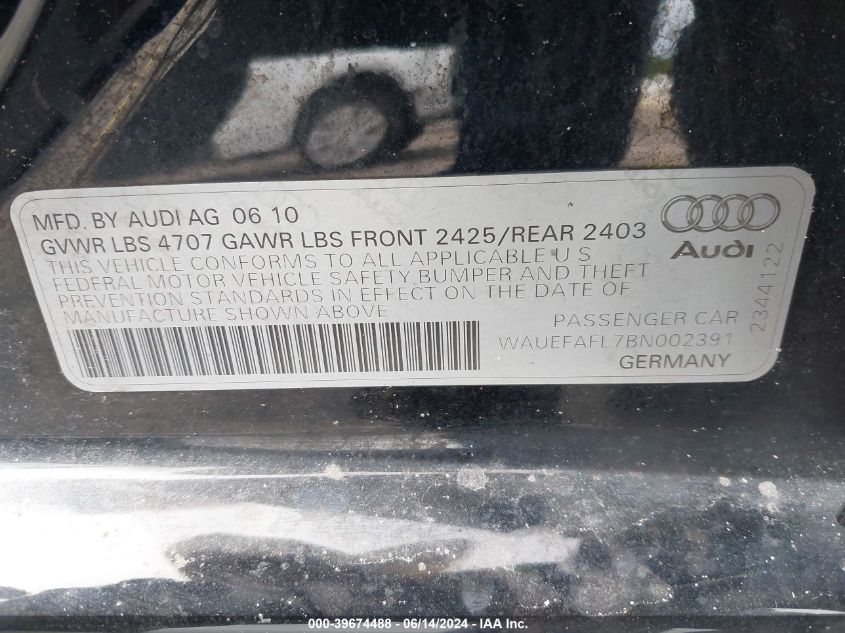 MFD. BY AUDI AG 06 10
GVWR LBS 4707 GAWR LBS FRONT 2425/REAR 2403
THIS VEHICLE CONFORMS TO ALL APPLICABLE U S
FEDERAL MOTOR VEHICLE SAFETY,BUMPER AND THEFT
PREVENTION STANDARDS IN EFFECT ON THE DATE OF
MANUFACTURE SHOWN ABOVE
PASSENGER CAR
WAUEFAFL7BN002391
GERMANY
Audi
2344122
000-39674488 - 06/14/2024 - IAA Inc.